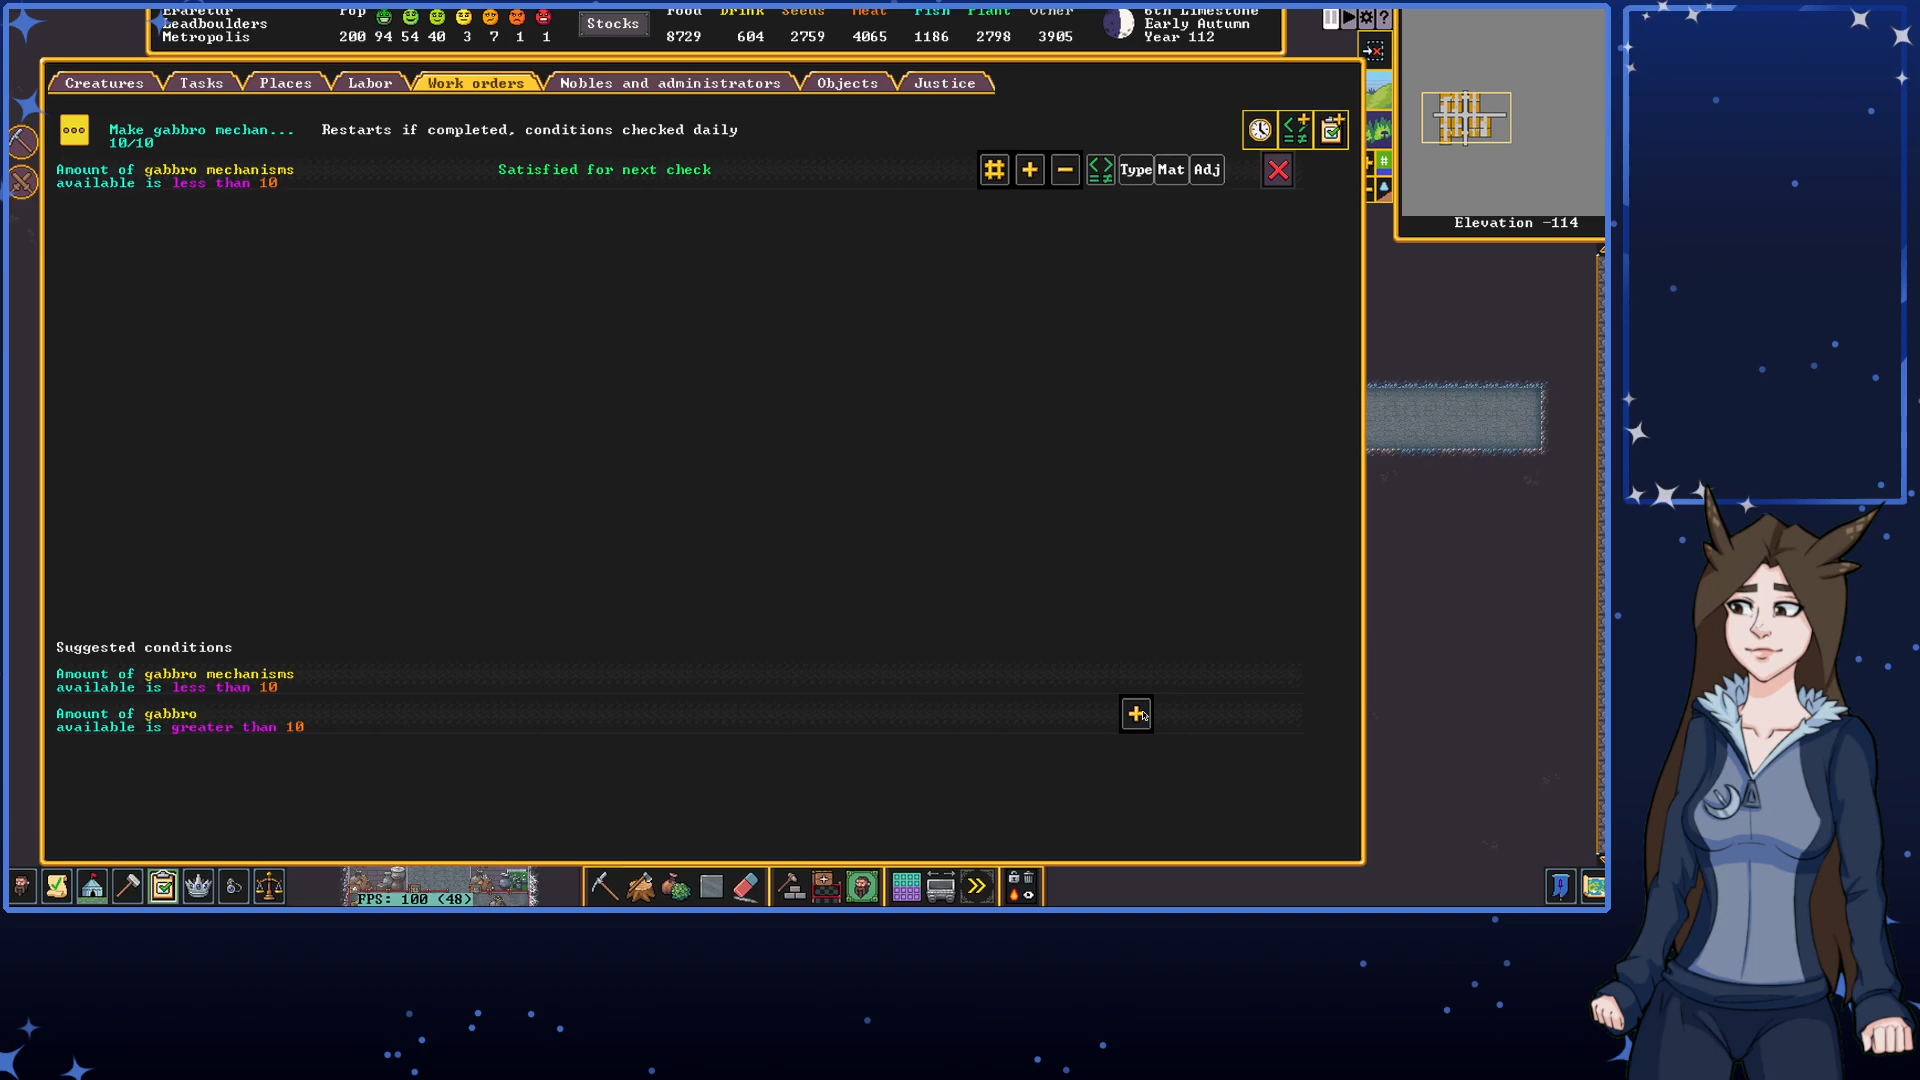 Pop Food Drink Seeds Meat Fish Plant Other 6th Limestone
Leadboulders Stocks Early Autumn
Metropolis 200 94 54 40 3 7 1 1 8729 604 2759 4065 1186 2798 3905 Year 112
Creatures Tasks Places Labor Work orders Nobles and administrators Objects Justice
Make gabbro mechan... Restarts if completed, conditions checked daily
10/10
Amount of gabbro mechanisms Satisfied for next check Type Mat Adj
available is less than 10
Elevation -114
Suggested conditions
Amount of gabbro mechanisms
available is less than 10
Amount of gabbro
available is greater than 10
FPS: 100 (48)